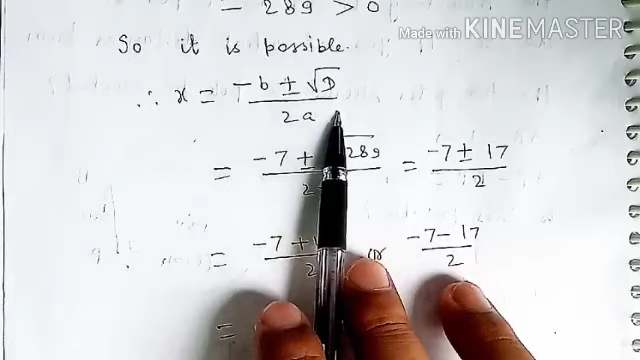 = 289 > 0
Made with KINEMASTER
So it is possible.
∴ x = -b ± √D / 2a
= -7 ± 289 / 2 = -7 ± 17 / 2
= -7 + / 2 or -7 - 17 / 2
=